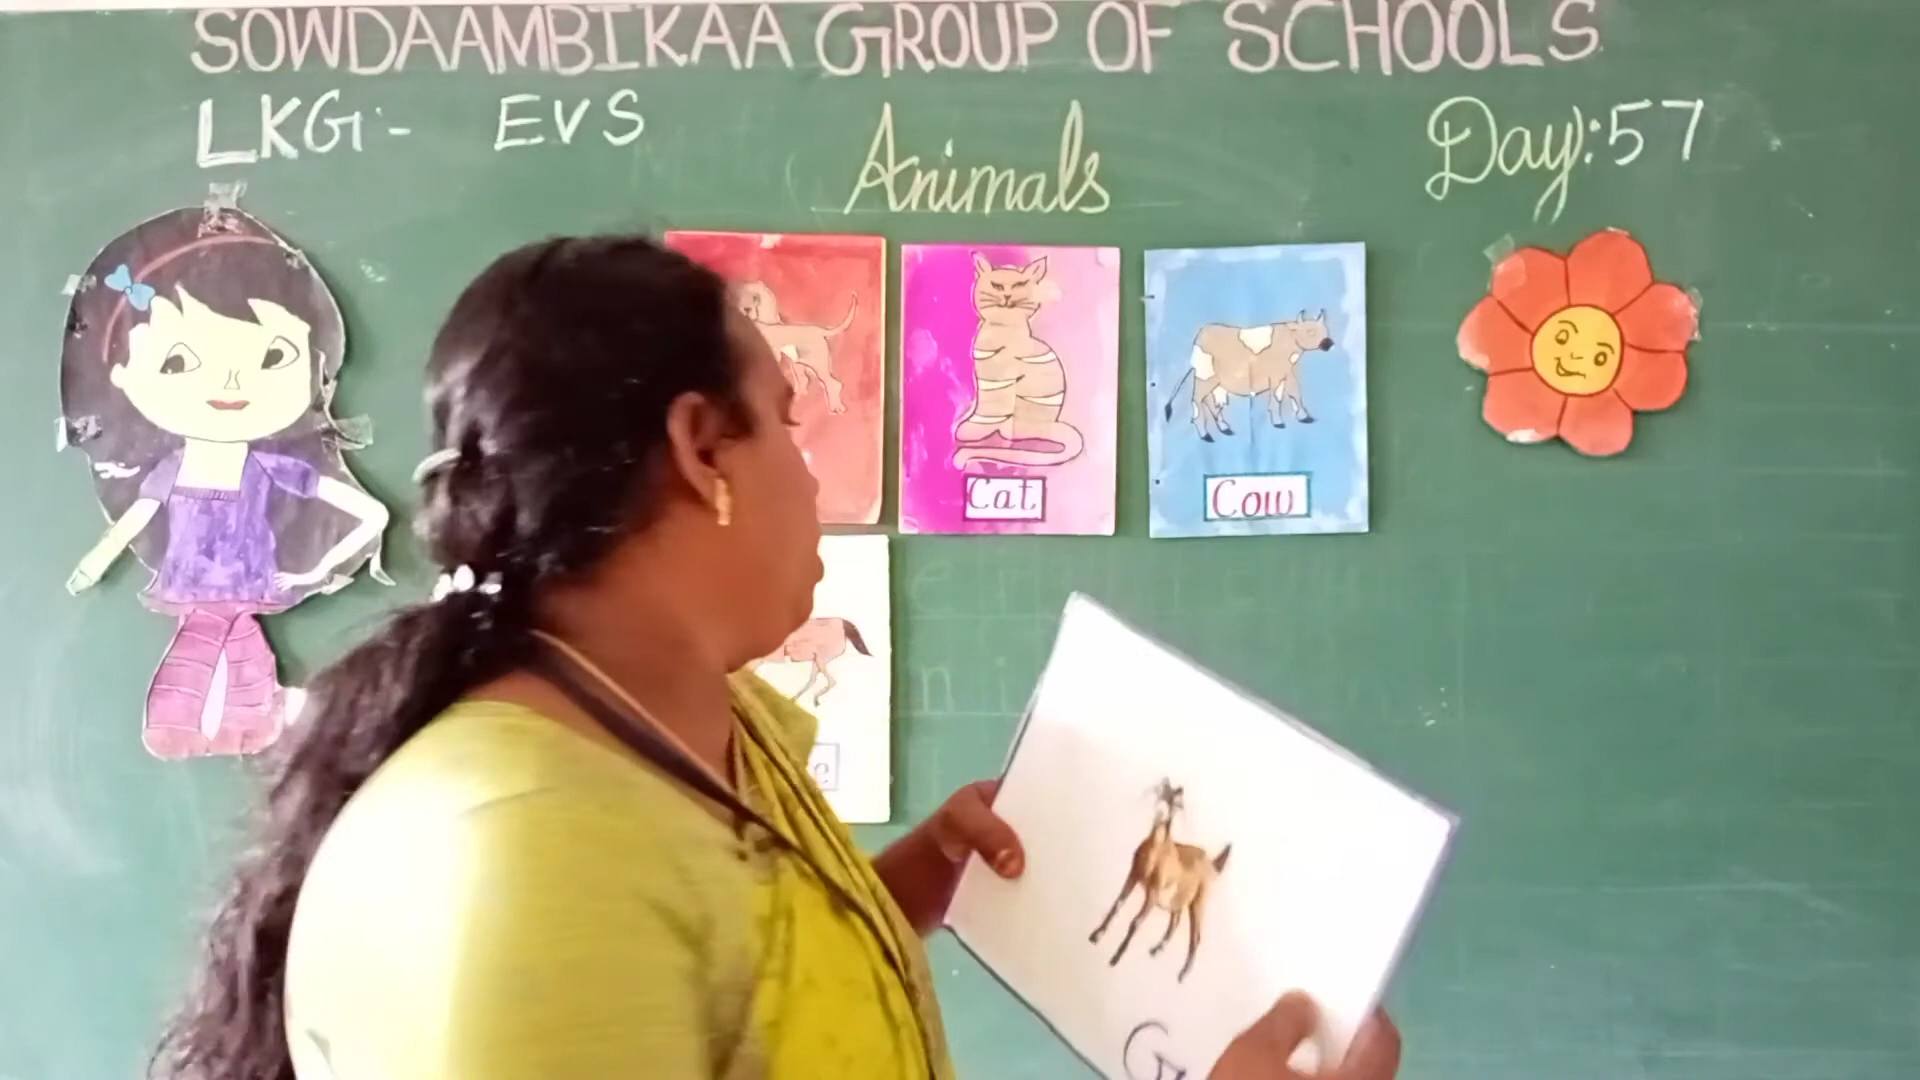 SOWDAAMBIKAA GROUP OF SCHOOLS
LKG:- EVS
Animals
Day:57
Cat
Cow
e
G